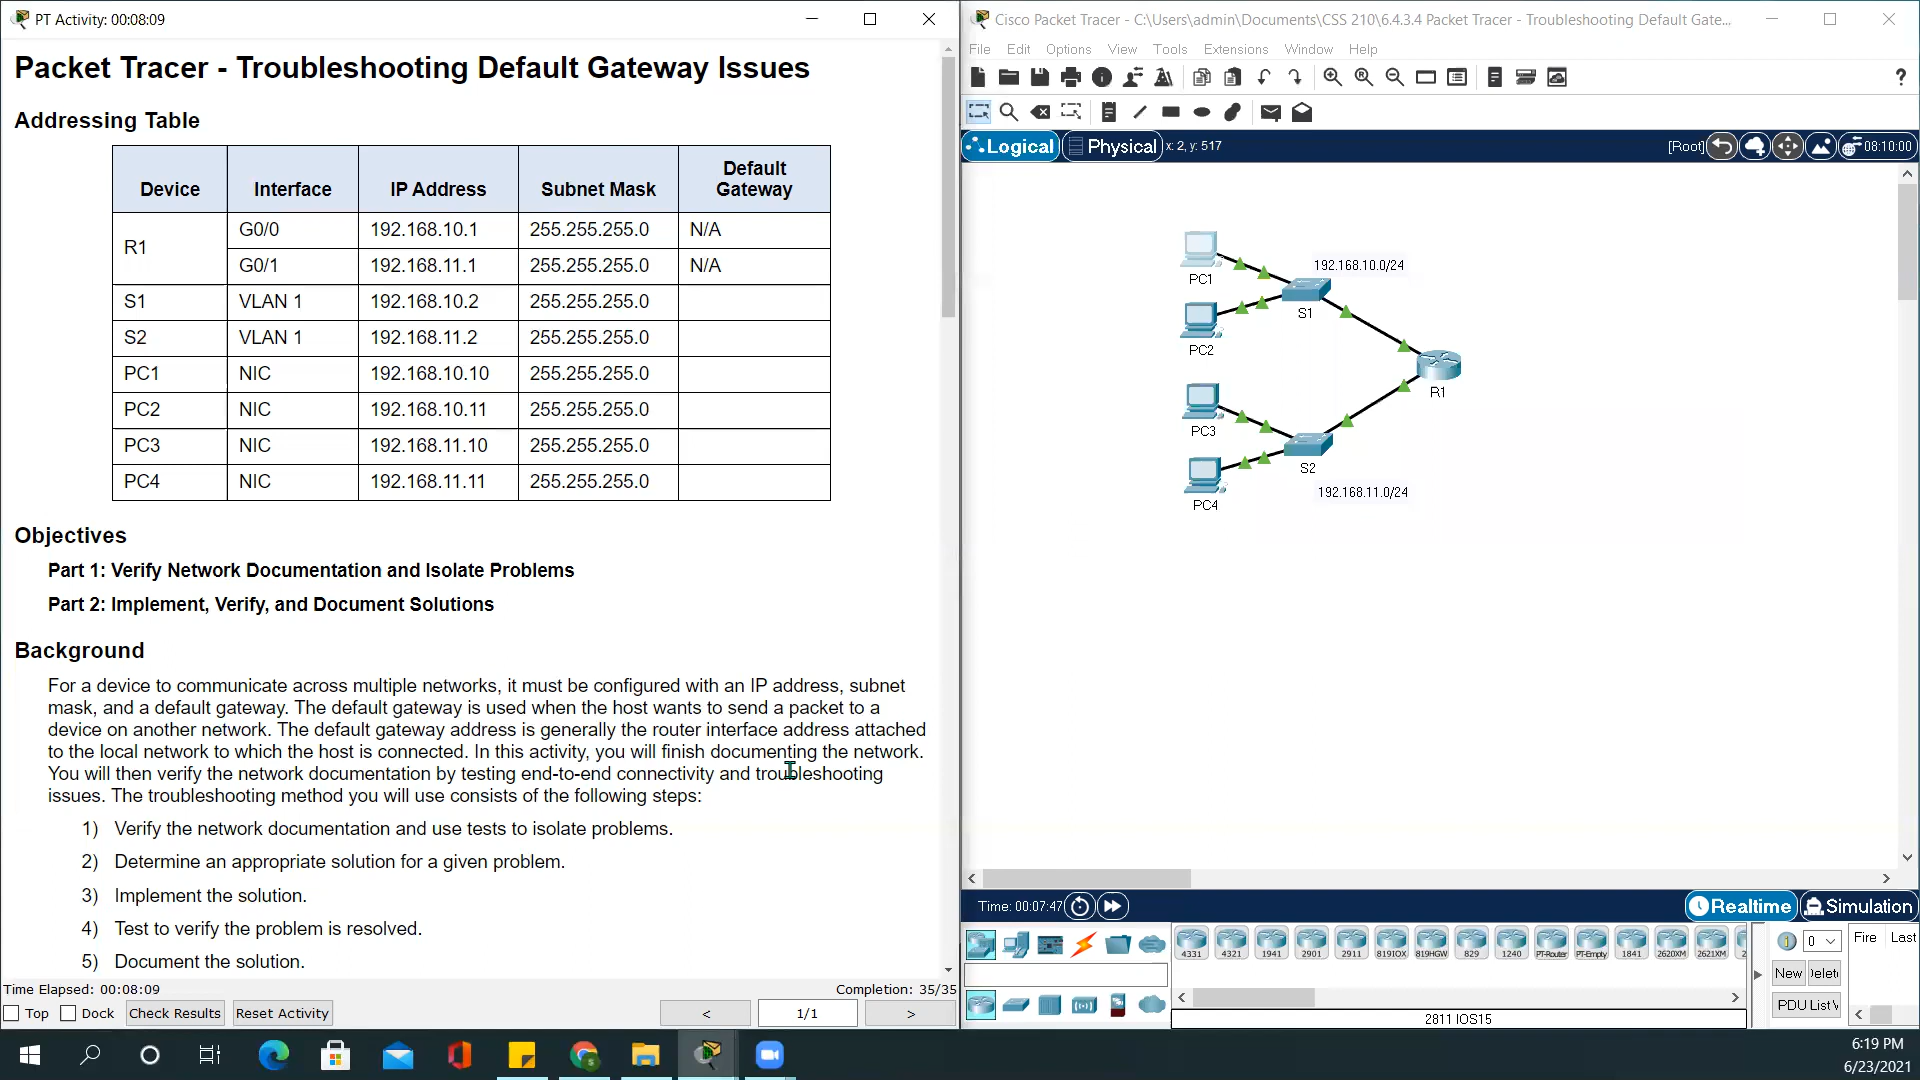 PT Activity: 00:08:09
Packet Tracer - Troubleshooting Default Gateway Issues
Addressing Table
Device Interface IP Address Subnet Mask Default Gateway
R1 G0/0 192.168.10.1 255.255.255.0 N/A
G0/1 192.168.11.1 255.255.255.0 N/A
S1 VLAN 1 192.168.10.2 255.255.255.0
S2 VLAN 1 192.168.11.2 255.255.255.0
PC1 NIC 192.168.10.10 255.255.255.0
PC2 NIC 192.168.10.11 255.255.255.0
PC3 NIC 192.168.11.10 255.255.255.0
PC4 NIC 192.168.11.11 255.255.255.0
Objectives
Part 1: Verify Network Documentation and Isolate Problems
Part 2: Implement, Verify, and Document Solutions
Background
For a device to communicate across multiple networks, it must be configured with an IP address, subnet
mask, and a default gateway. The default gateway is used when the host wants to send a packet to a
device on another network. The default gateway address is generally the router interface address attached
to the local network to which the host is connected. In this activity, you will finish documenting the network.
You will then verify the network documentation by testing end-to-end connectivity and troubleshooting
issues. The troubleshooting method you will use consists of the following steps:
1) Verify the network documentation and use tests to isolate problems.
2) Determine an appropriate solution for a given problem.
3) Implement the solution.
4) Test to verify the problem is resolved.
5) Document the solution.
Time Elapsed: 00:08:09 Completion: 35/35
Top Dock Check Results Reset Activity < 1/1 >
Cisco Packet Tracer - C:\Users\admin\Documents\CSS 210\6.4.3.4 Packet Tracer - Troubleshooting Default Gate...
File Edit Options View Tools Extensions Window Help
?
Logical Physical x: 2, y: 517 [Root] 08:10:00
192.168.10.0/24
PC1
S1
PC2
R1
PC3
S2
192.168.11.0/24
PC4
Time: 00:07:47 Realtime Simulation
4331 4321 1941 2901 2911 819IOX 819HGW 829 1240 PT-Router PT-Empty 1841 2620XM 2621XM 2
0 Fire Last
New Delet
PDU List
2811 IOS15
6:19 PM
6/23/2021